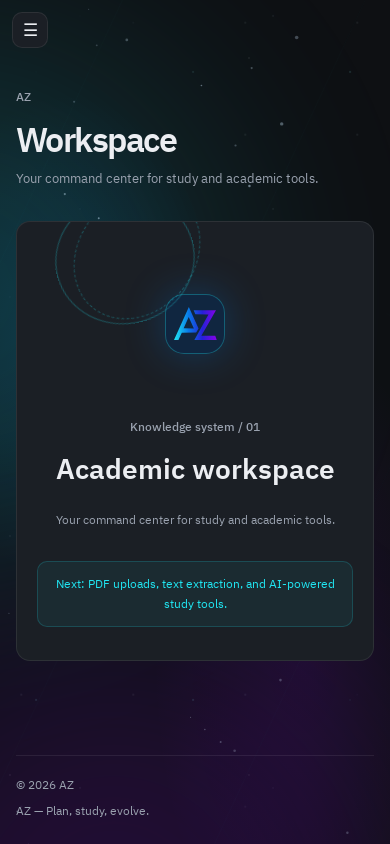 AZ
Workspace
Your command center for study and academic tools.
AZ
Knowledge system / 01
Academic workspace
Your command center for study and academic tools.
Next: PDF uploads, text extraction, and AI-powered
study tools.
© 2026 AZ
AZ — Plan, study, evolve.